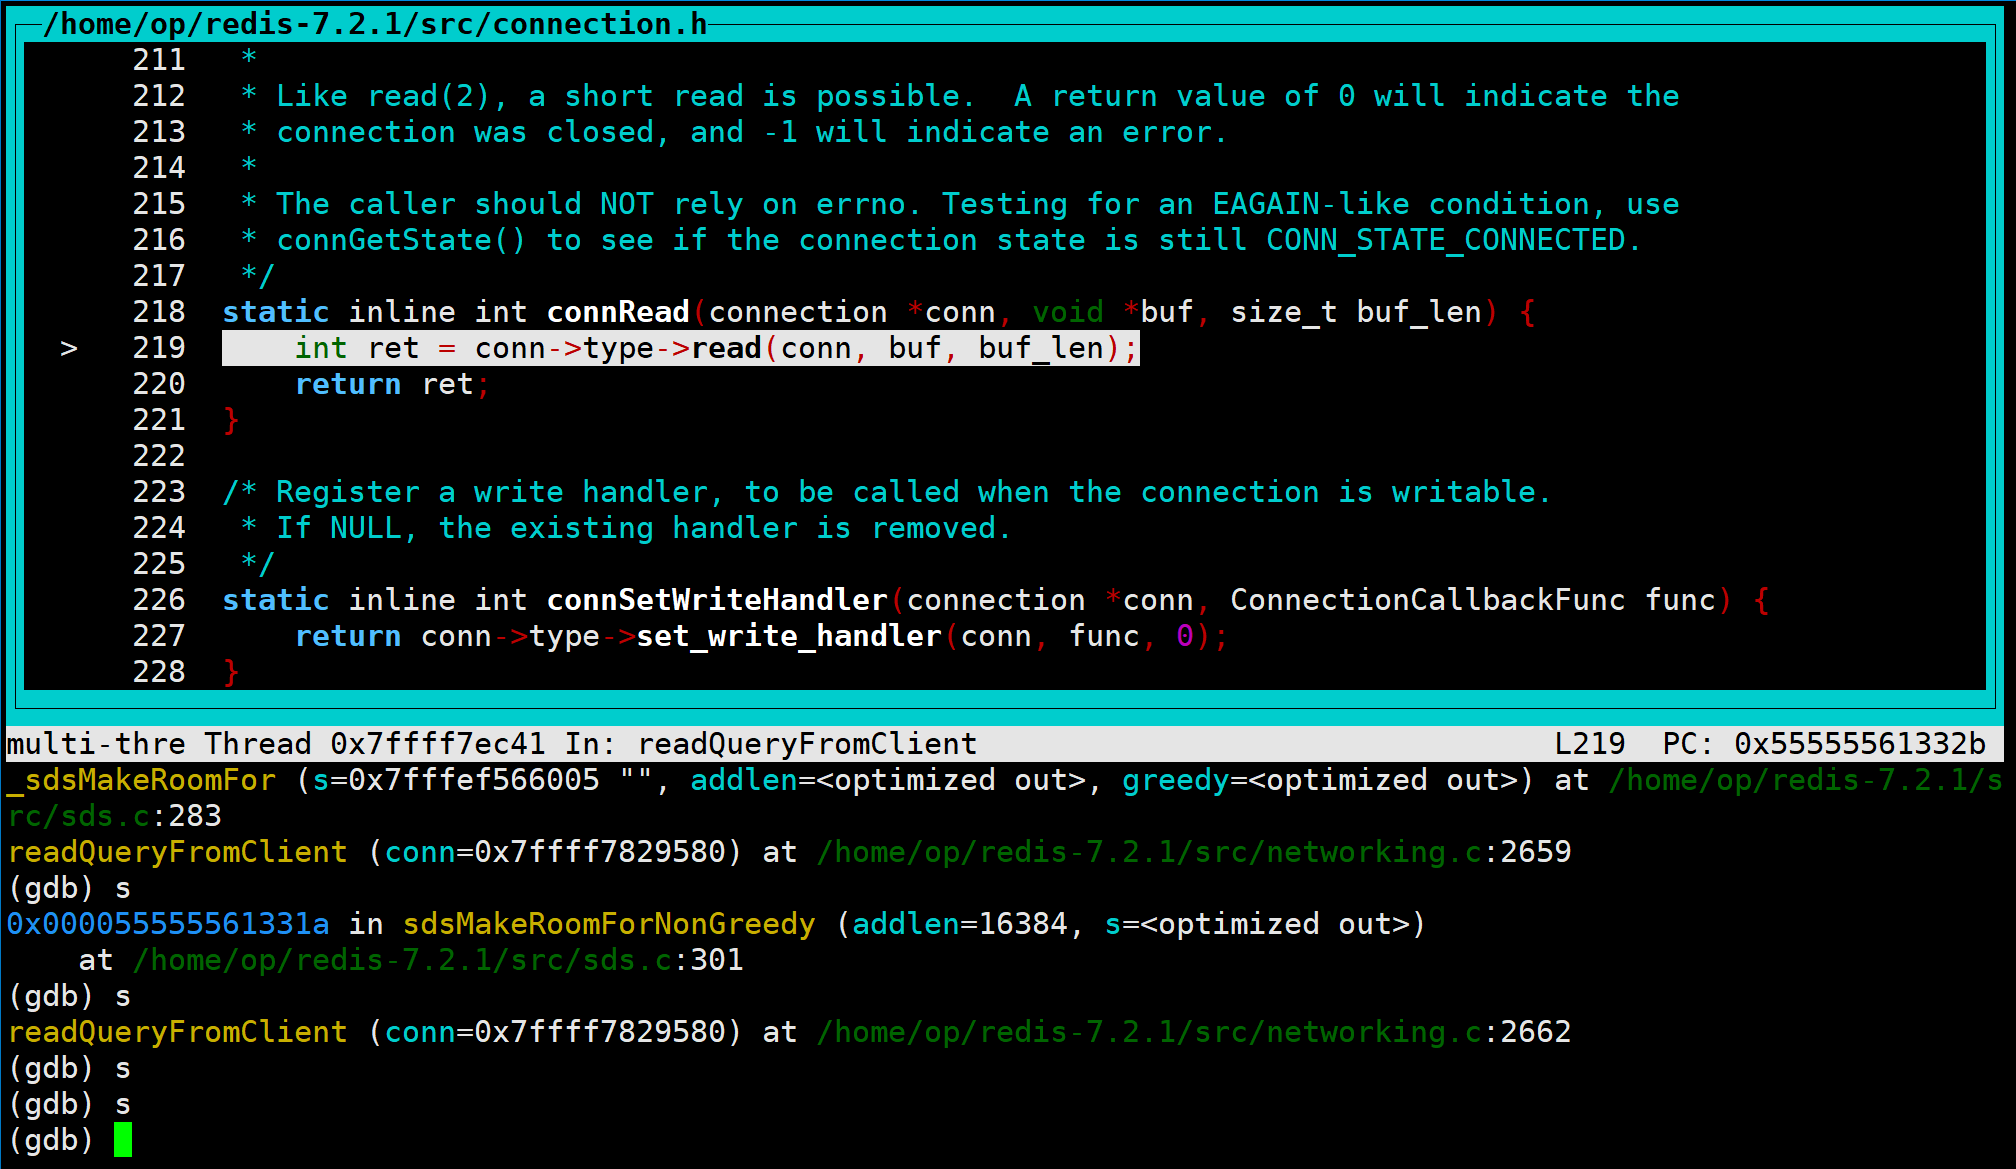 /home/op/redis-7.2.1/src/connection.h
211   *
212   * Like read(2), a short read is possible.  A return value of 0 will indicate the
213   * connection was closed, and -1 will indicate an error.
214   *
215   * The caller should NOT rely on errno. Testing for an EAGAIN-like condition, use
216   * connGetState() to see if the connection state is still CONN_STATE_CONNECTED.
217   */
218  static inline int connRead(connection *conn, void *buf, size_t buf_len) {
>   219      int ret = conn->type->read(conn, buf, buf_len);
220      return ret;
221  }
222
223  /* Register a write handler, to be called when the connection is writable.
224   * If NULL, the existing handler is removed.
225   */
226  static inline int connSetWriteHandler(connection *conn, ConnectionCallbackFunc func) {
227      return conn->type->set_write_handler(conn, func, 0);
228  }
multi-thre Thread 0x7ffff7ec41 In: readQueryFromClient                                L219  PC: 0x55555561332b
_sdsMakeRoomFor (s=0x7fffef566005 "", addlen=<optimized out>, greedy=<optimized out>) at /home/op/redis-7.2.1/s
rc/sds.c:283
readQueryFromClient (conn=0x7ffff7829580) at /home/op/redis-7.2.1/src/networking.c:2659
(gdb) s
0x000055555561331a in sdsMakeRoomForNonGreedy (addlen=16384, s=<optimized out>)
    at /home/op/redis-7.2.1/src/sds.c:301
(gdb) s
readQueryFromClient (conn=0x7ffff7829580) at /home/op/redis-7.2.1/src/networking.c:2662
(gdb) s
(gdb) s
(gdb)